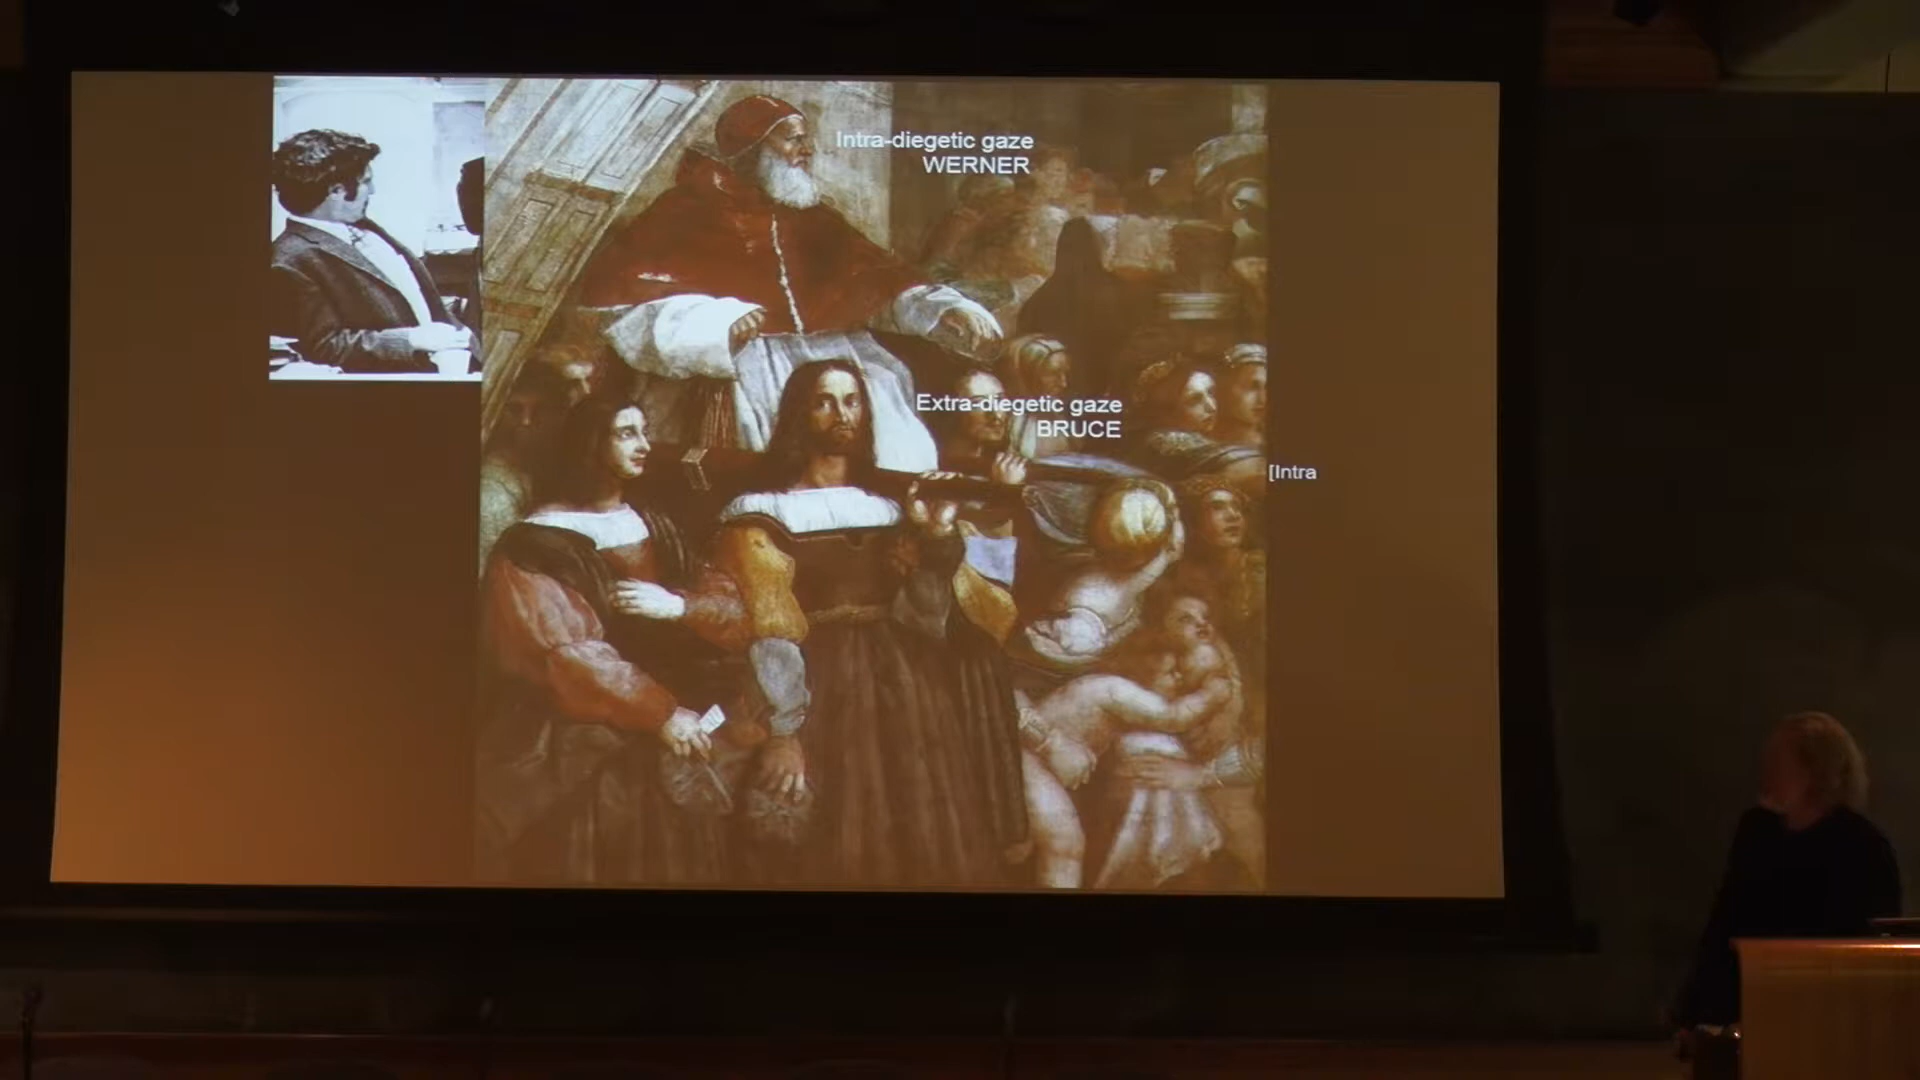 Intra-diegetic gaze
WERNER
Extra-diegetic gaze
BRUCE
[Intra